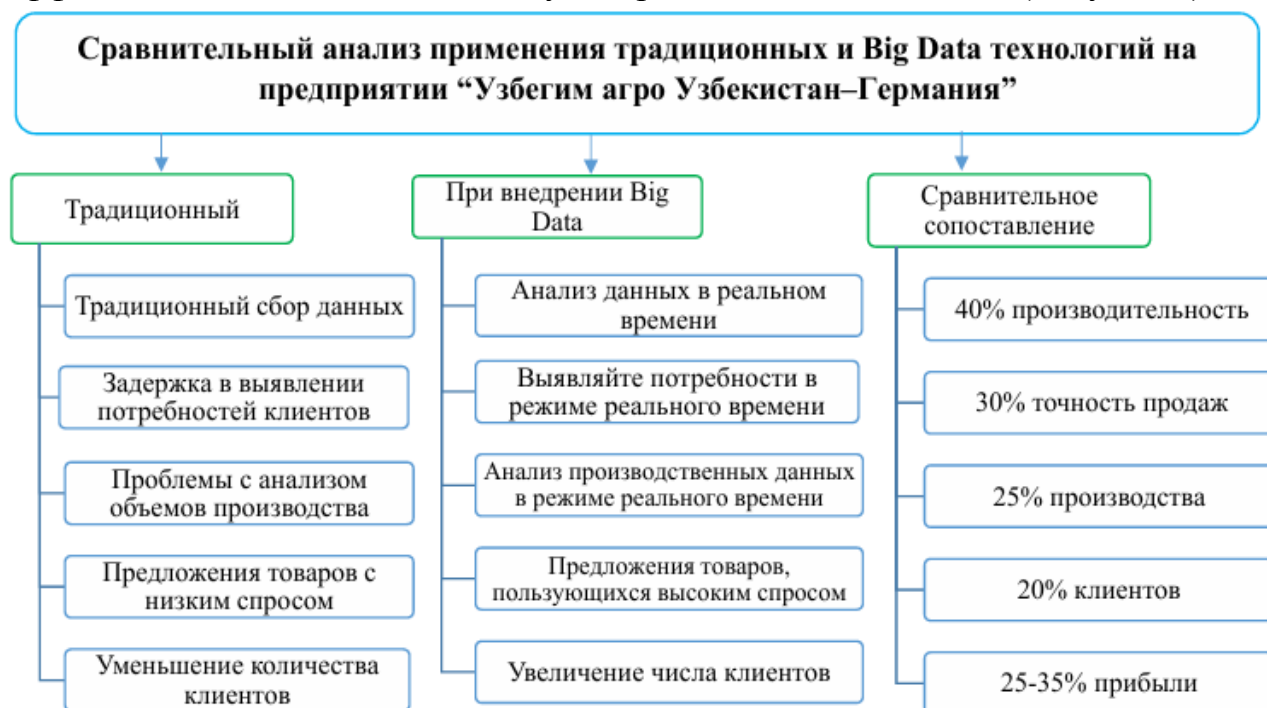 Сравнительный анализ применения традиционных и Big Data технологий на
предприятии “Узбегим агро Узбекистан–Германия”
Традиционный
Традиционный сбор данных
Задержка в выявлении
потребностей клиентов
Проблемы с анализом
объемов производства
Предложения товаров с
низким спросом
Уменьшение количества
клиентов
При внедрении Big
Data
Анализ данных в реальном
времени
Выявляйте потребности в
режиме реального времени
Анализ производственных данных
в режиме реального времени
Предложения товаров,
пользующихся высоким спросом
Увеличение числа клиентов
Сравнительное
сопоставление
40% производительность
30% точность продаж
25% производства
20% клиентов
25-35% прибыли